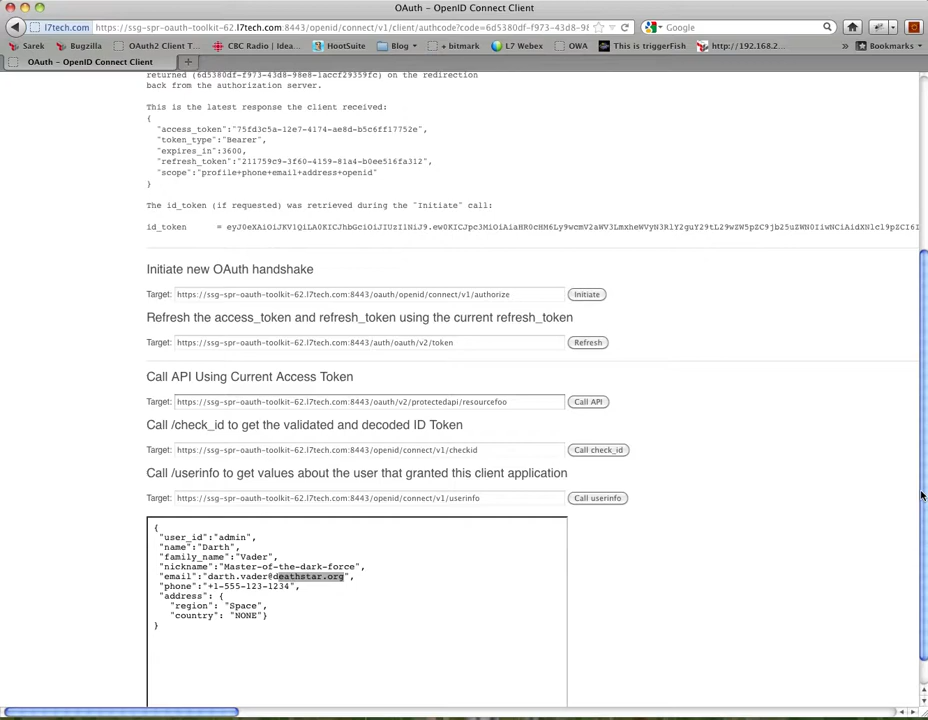 OAuth – OpenID Connect Client
l7tech.com https://ssg-spr-oauth-toolkit-62.l7tech.com:8443/openid/connect/v1/client/authcode?code=6d5380df-f973-43d8-98 Google
Sarek Bugzilla OAuth2 Client T... CBC Radio | Idea... HootSuite Blog + bitmark L7 Webex OWA This is triggerFish http://192.168.2... » Bookmarks
OAuth – OpenID Connect Client +
returned (6d5380df-f973-43d8-98e8-1accf29359fc) on the redirection
back from the authorization server.
This is the latest response the client received:
{
"access_token":"75fd3c5a-12e7-4174-ae8d-b5c6ff17752e",
"token_type":"Bearer",
"expires_in":3600,
"refresh_token":"211759c9-3f60-4159-81a4-b0ee516fa312",
"scope":"profile+phone+email+address+openid"
}
The id_token (if requested) was retrieved during the "Initiate" call:
id_token =
Initiate new OAuth handshake
Target: https://ssg-spr-oauth-toolkit-62.l7tech.com:8443/oauth/openid/connect/v1/authorize Initiate
Refresh the access_token and refresh_token using the current refresh_token
Target: https://ssg-spr-oauth-toolkit-62.l7tech.com:8443/auth/oauth/v2/token Refresh
Call API Using Current Access Token
Target: https://ssg-spr-oauth-toolkit-62.l7tech.com:8443/oauth/v2/protectedapi/resourcefoo Call API
Call /check_id to get the validated and decoded ID Token
Target: https://ssg-spr-oauth-toolkit-62.l7tech.com:8443/openid/connect/v1/checkid Call check_id
Call /userinfo to get values about the user that granted this client application
Target: https://ssg-spr-oauth-toolkit-62.l7tech.com:8443/openid/connect/v1/userinfo Call userinfo
{
"user_id":"admin",
"name":"Darth",
"family_name":"Vader",
"nickname":"Master-of-the-dark-force",
"email":"darth.vader@deathstar.org",
"phone":"+1-555-123-1234",
"address": {
"region": "Space",
"country": "NONE"}
}